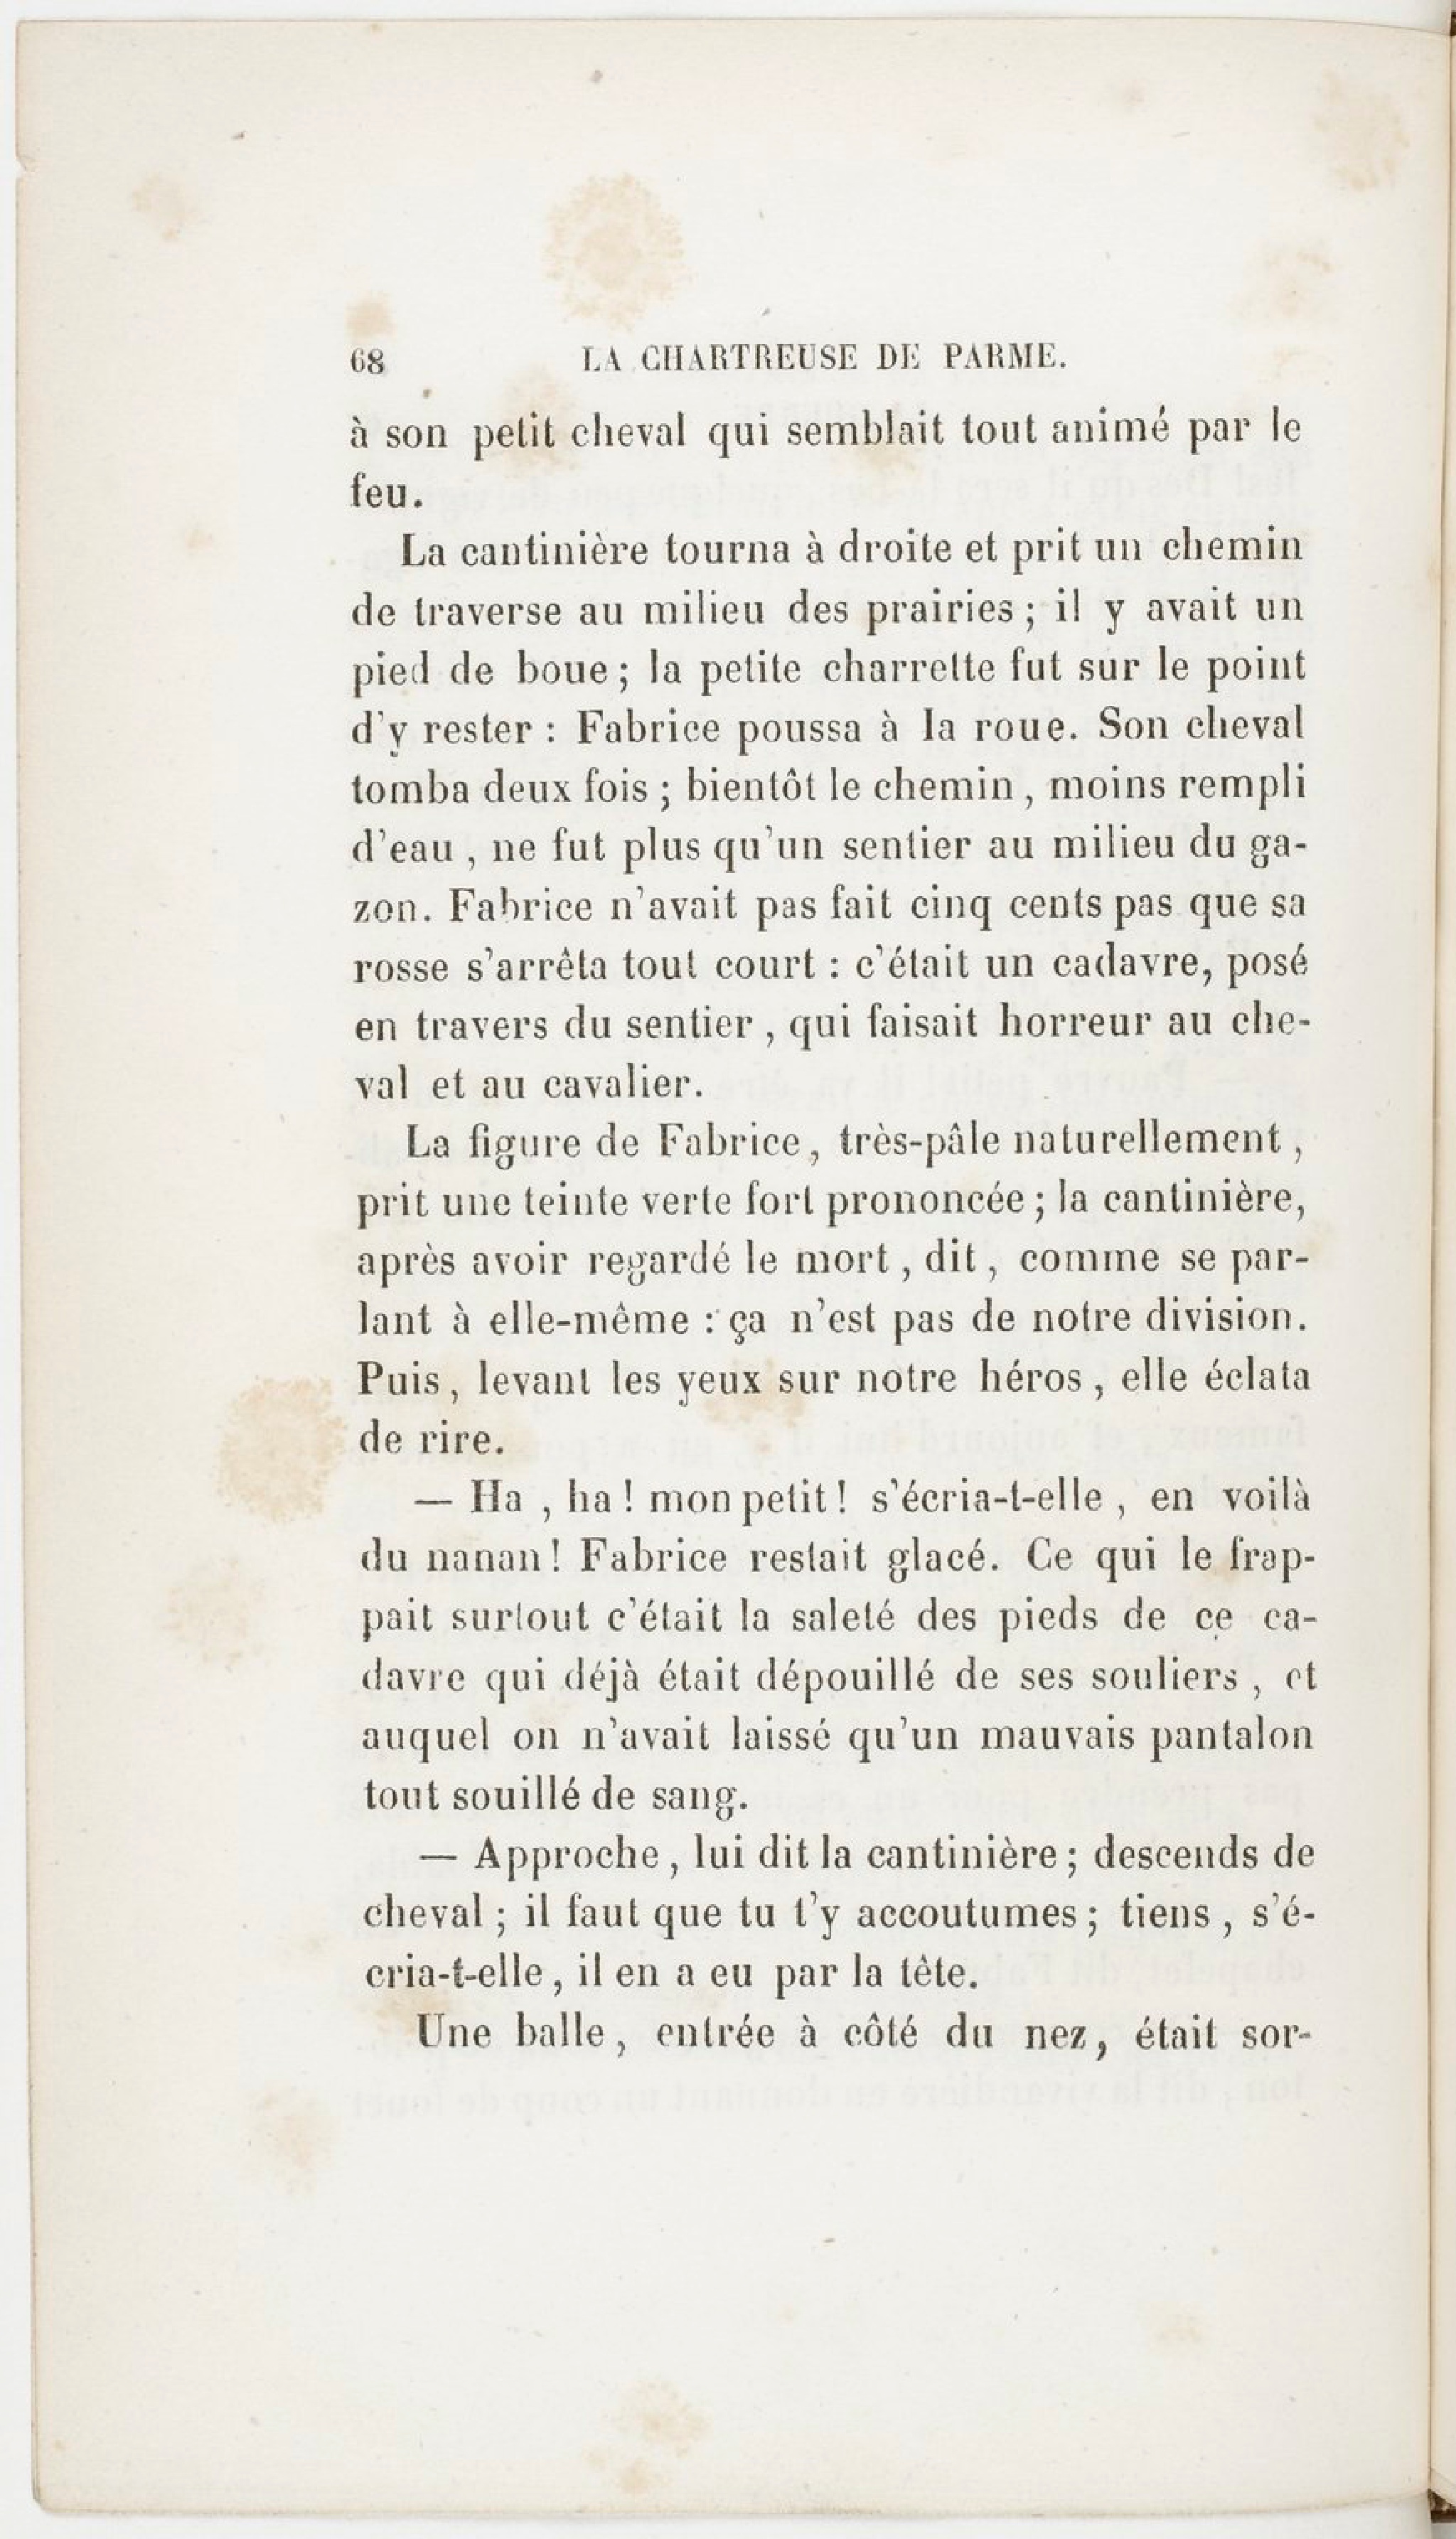 68 LA CHARTREUSE DE PARME.
à son petit cheval qui semblait tout animé par le
feu.
La cantinière tourna à droite et prit un chemin
de traverse au milieu des prairies ; il y avait un
pied de boue ; la petite charrette fut sur le point
d'y rester : Fabrice poussa à la roue. Son cheval
tomba deux fois ; bientôt le chemin , moins rempli
d'eau , ne fut plus qu'un sentier au milieu du ga-
zon. Fabrice n'avait pas fait cinq cents pas que sa
rosse s'arrêta tout court : c'était un cadavre, posé
en travers du sentier , qui faisait horreur au che-
val et au cavalier.
La figure de Fabrice, très-pâle naturellement ,
prit une teinte verte fort prononcée ; la cantinière,
après avoir regardé le mort , dit , comme se par-
lant à elle-même : ça n'est pas de notre division.
Puis , levant les yeux sur notre héros , elle éclata
de rire.
— Ha , ha ! mon petit ! s'écria-t-elle , en voilà
du nanan ! Fabrice restait glacé. Ce qui le frap-
pait surtout c'était la saleté des pieds de ce ca-
davre qui déjà était dépouillé de ses souliers , et
auquel on n'avait laissé qu'un mauvais pantalon
tout souillé de sang.
— Approche , lui dit la cantinière ; descends de
cheval ; il faut que tu t'y accoutumes ; tiens , s'é-
cria-t-elle , il en a eu par la tête.
Une balle , entrée à côté du nez, était sor-